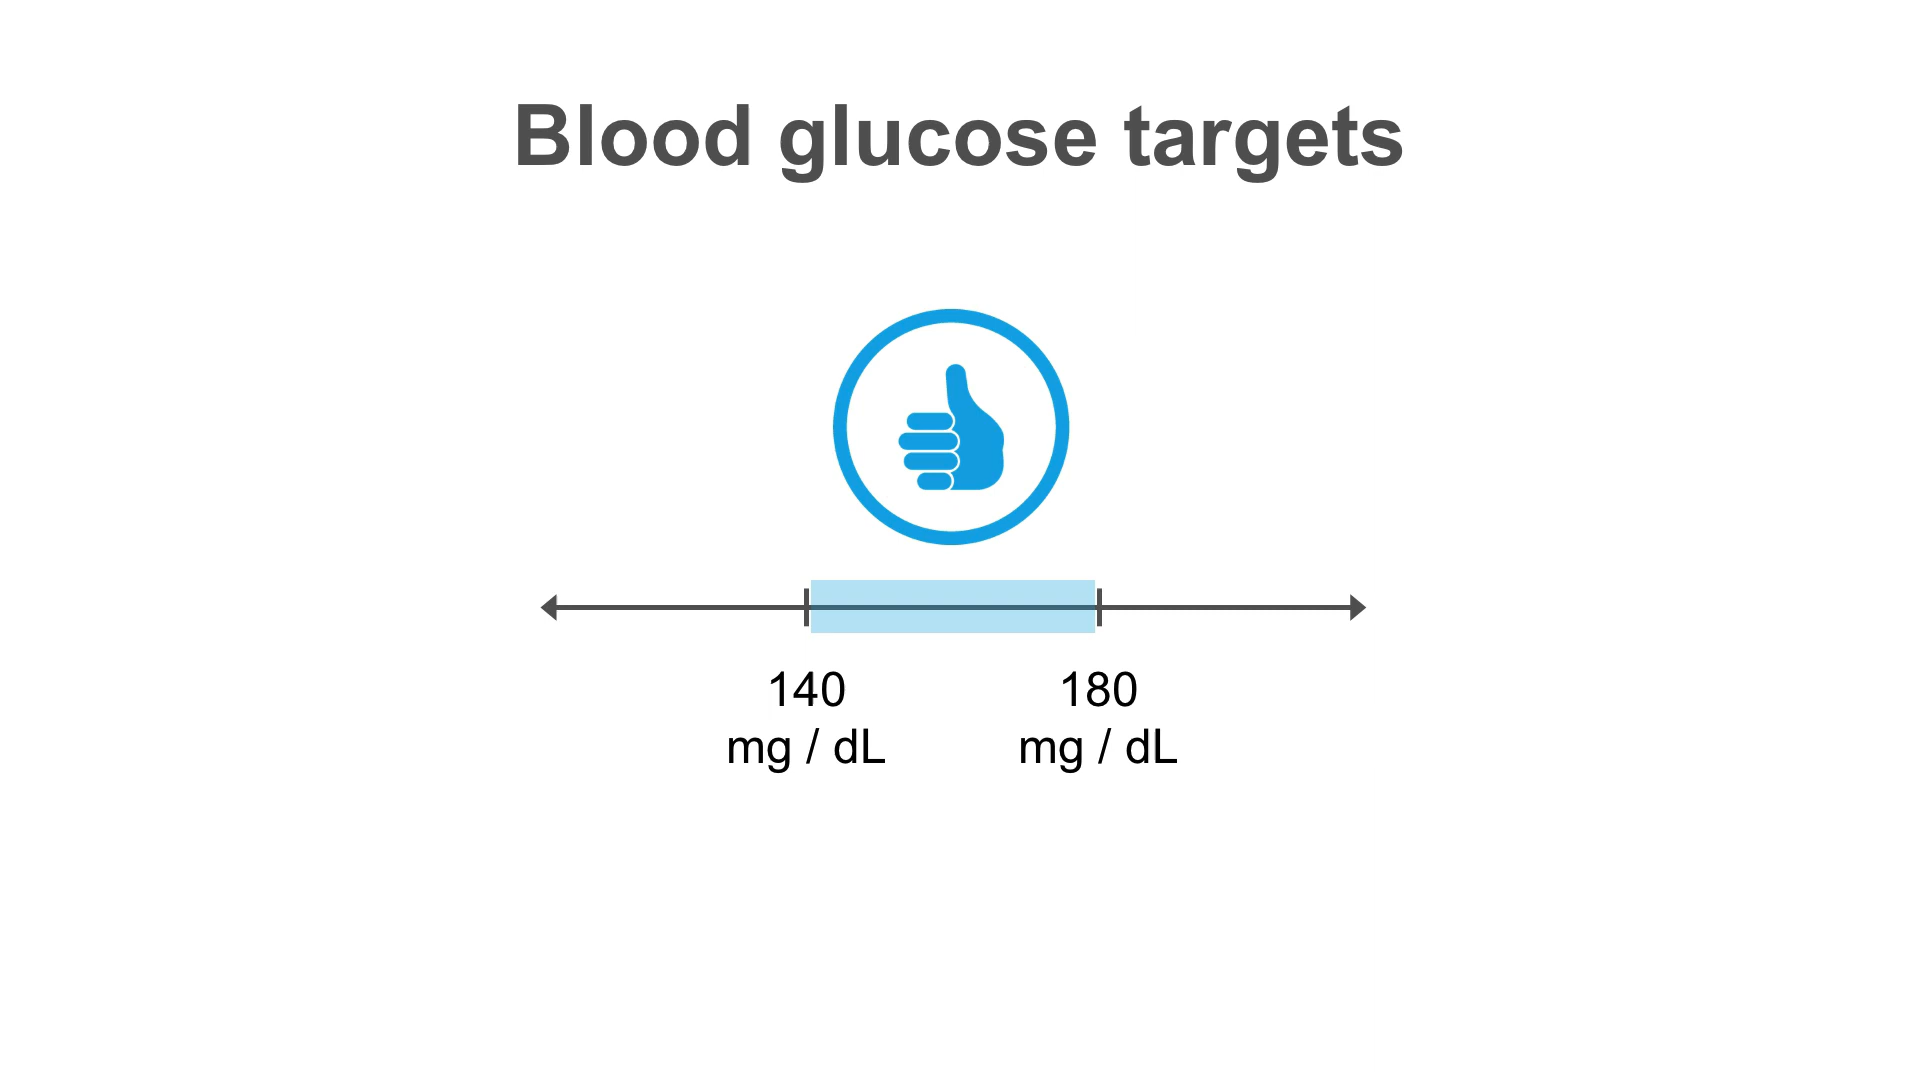 Blood glucose targets
140
mg / dL
180
mg / dL